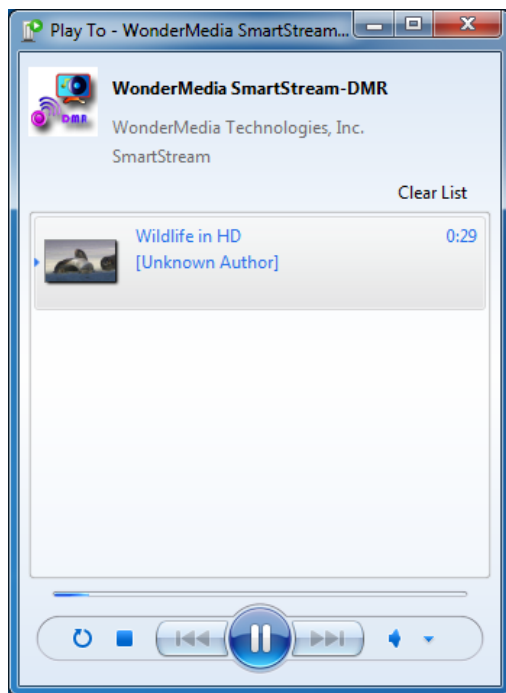 Play To - WonderMedia SmartStream...
DMR
WonderMedia SmartStream-DMR
WonderMedia Technologies, Inc.
SmartStream
Clear List
Wildlife in HD 0:29
[Unknown Author]